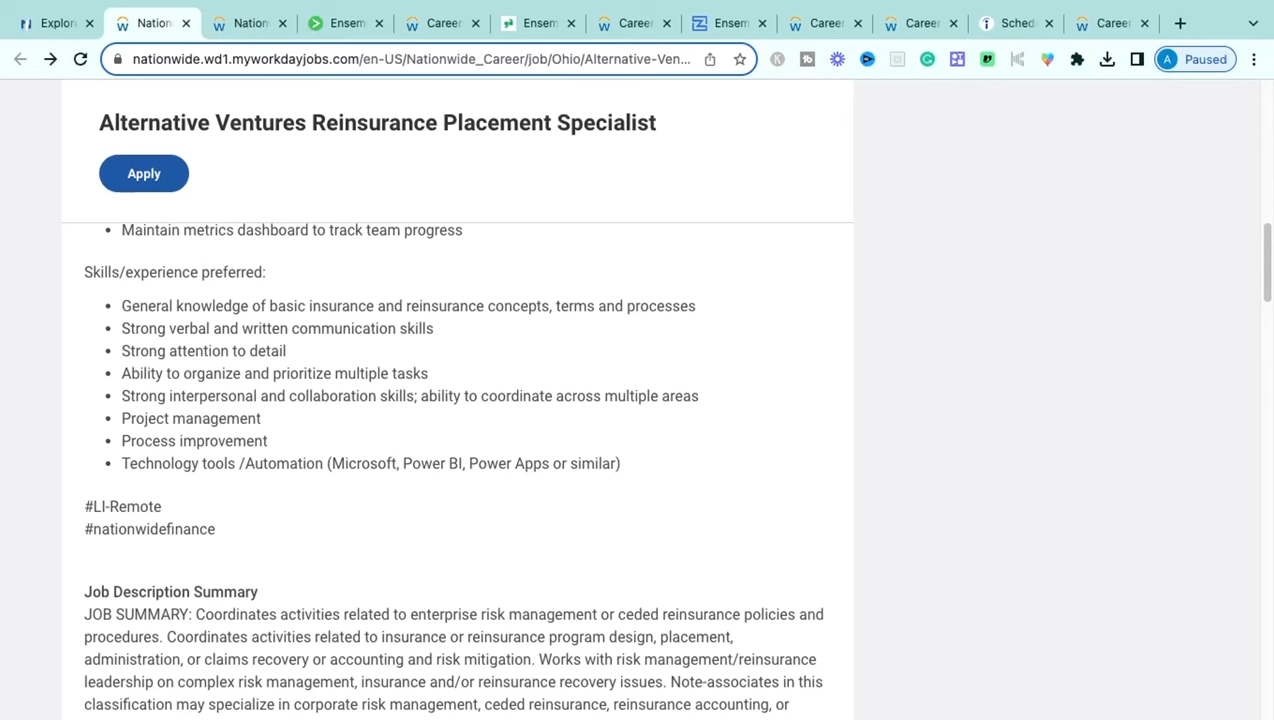 Explore
Nation
Nation
Ensem
Career
Ensem
Career
Ensem
Career
Career
Sched
Career
nationwide.wd1.myworkdayjobs.com/en-US/Nationwide_Career/job/Ohio/Alternative-Ven...
A Paused
Alternative Ventures Reinsurance Placement Specialist
Apply
• Maintain metrics dashboard to track team progress
Skills/experience preferred:
• General knowledge of basic insurance and reinsurance concepts, terms and processes
• Strong verbal and written communication skills
• Strong attention to detail
• Ability to organize and prioritize multiple tasks
• Strong interpersonal and collaboration skills; ability to coordinate across multiple areas
• Project management
• Process improvement
• Technology tools /Automation (Microsoft, Power BI, Power Apps or similar)
#LI-Remote
#nationwidefinance
Job Description Summary
JOB SUMMARY: Coordinates activities related to enterprise risk management or ceded reinsurance policies and
procedures. Coordinates activities related to insurance or reinsurance program design, placement,
administration, or claims recovery or accounting and risk mitigation. Works with risk management/reinsurance
leadership on complex risk management, insurance and/or reinsurance recovery issues. Note-associates in this
classification may specialize in corporate risk management, ceded reinsurance, reinsurance accounting, or